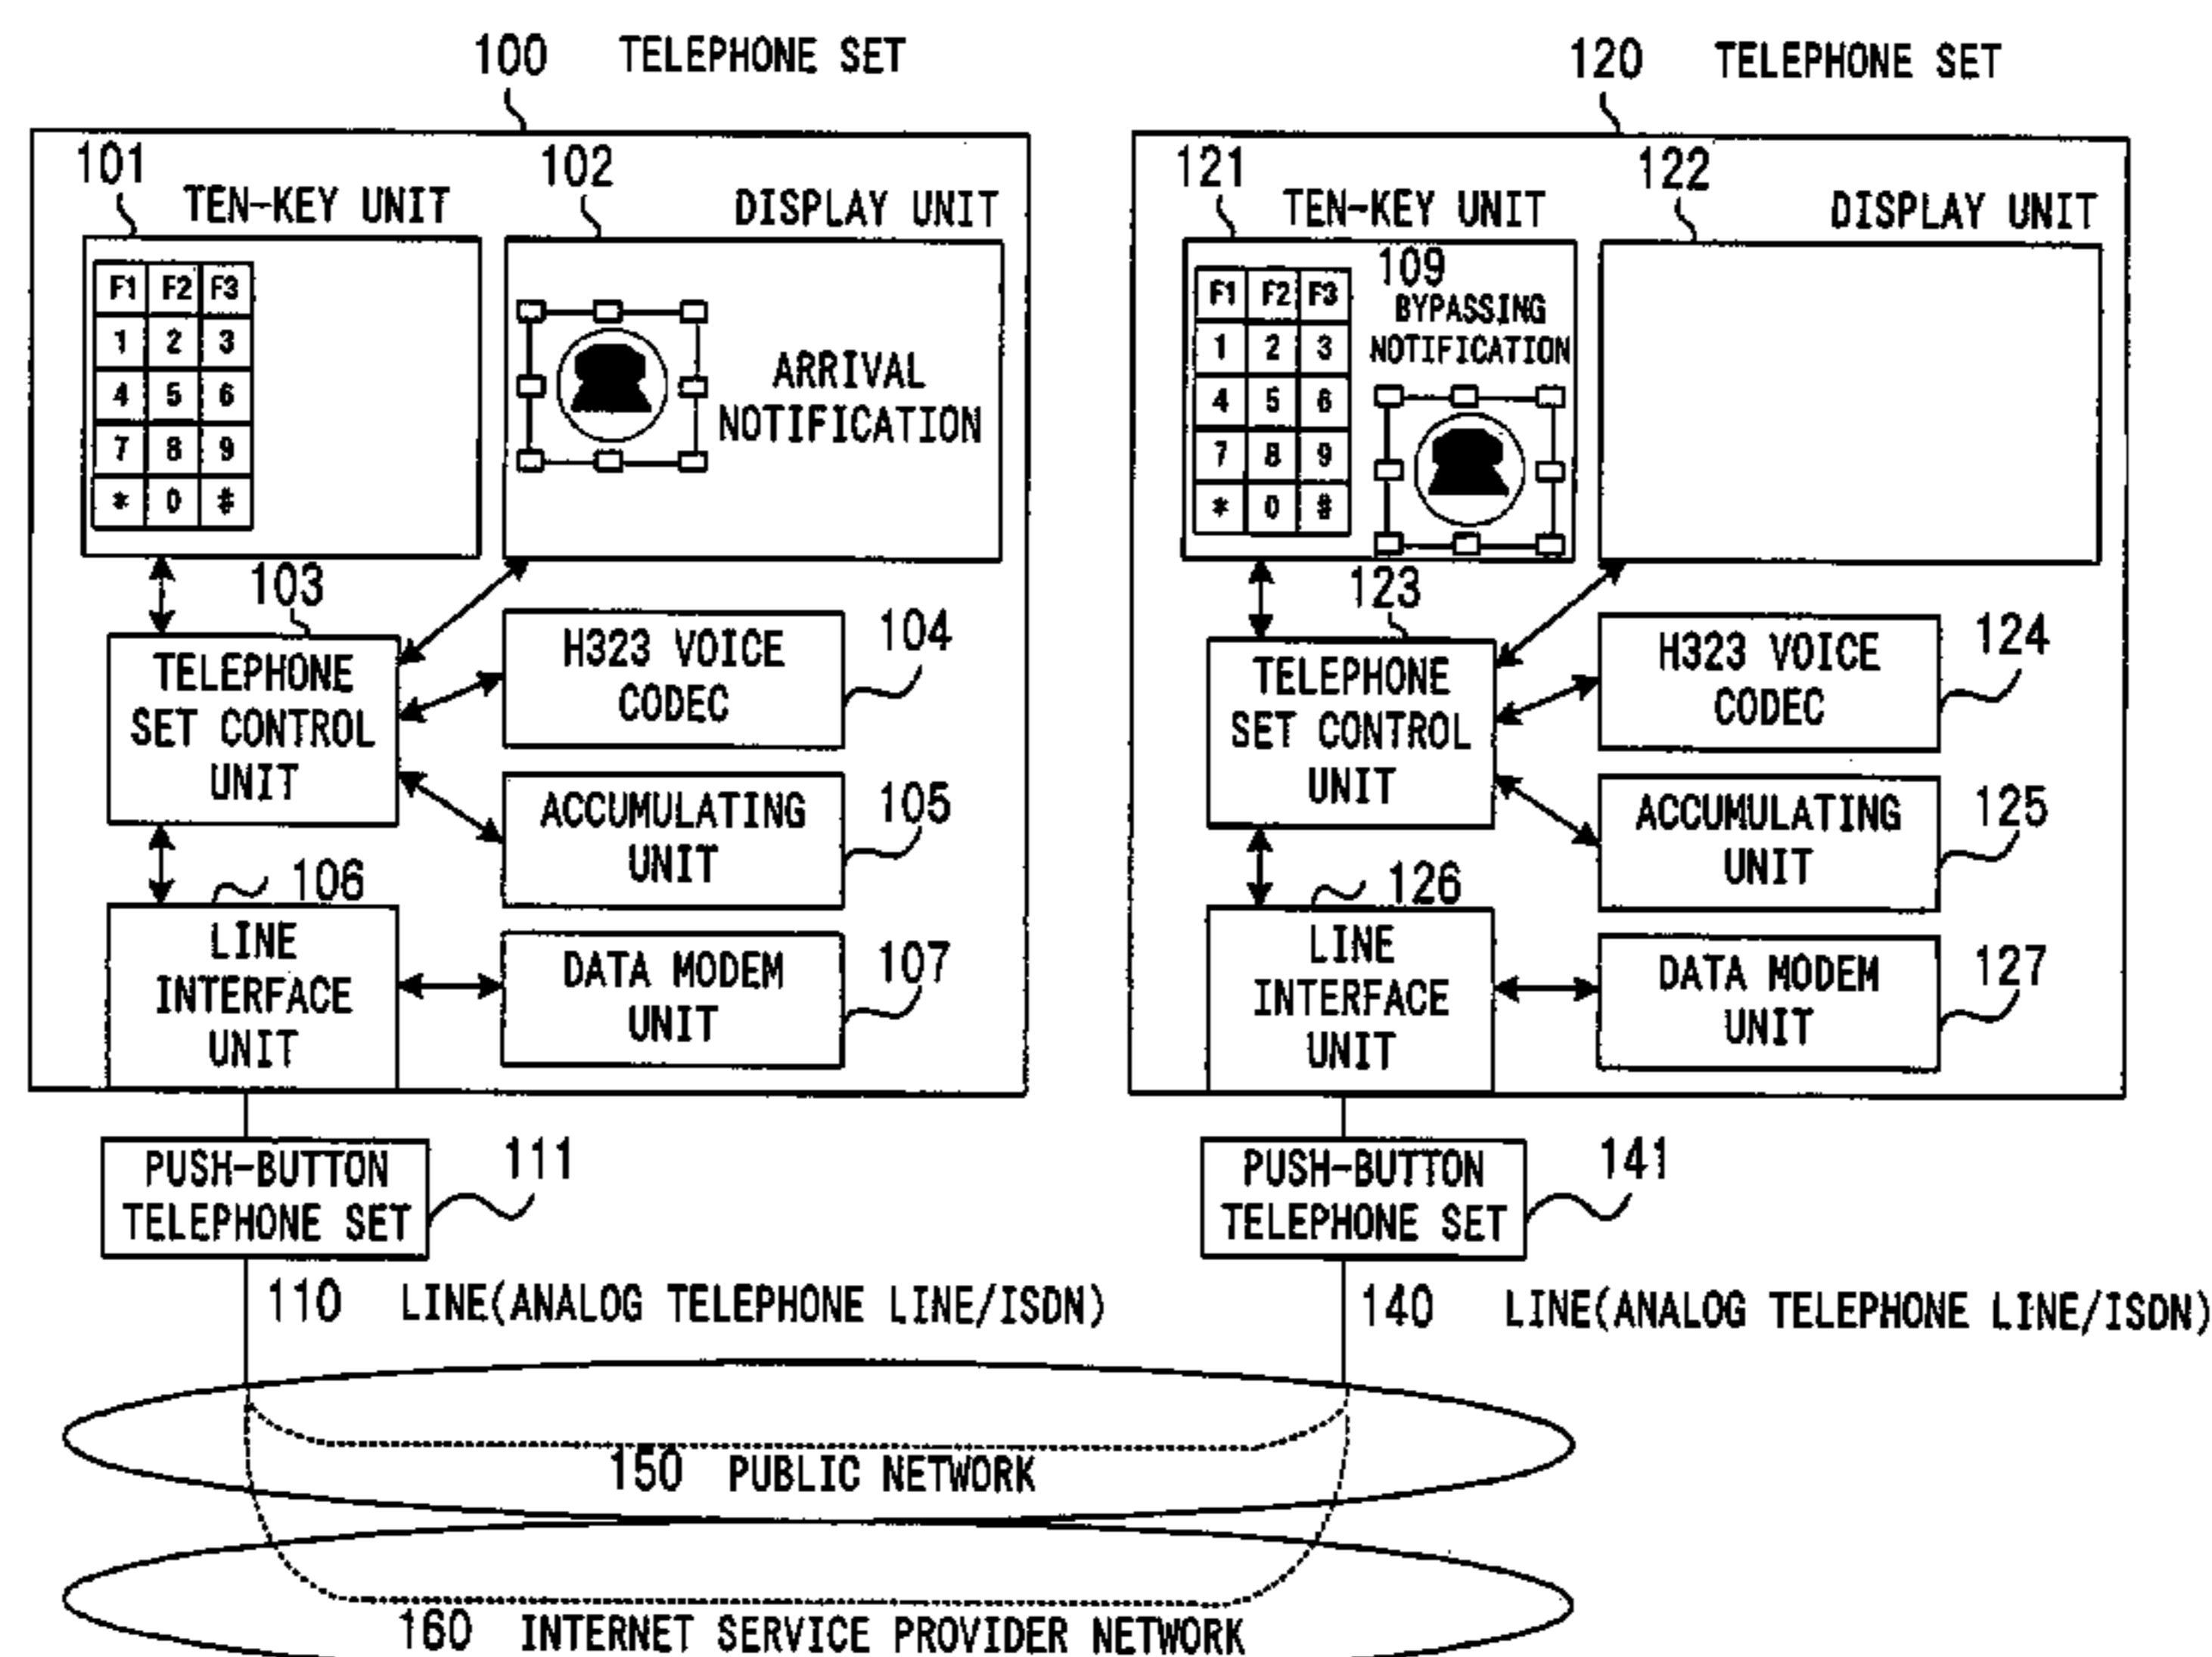 100 TELEPHONE SET
101
TEN-KEY UNIT
102
DISPLAY UNIT
F1 F2 F3
1 2 3
4 5 6
7 8 9
* 0 #
ARRIVAL
NOTIFICATION
103
TELEPHONE
SET CONTROL
UNIT
H323 VOICE
CODEC
104
ACCUMULATING
UNIT
105
106
LINE
INTERFACE
UNIT
DATA MODEM
UNIT
107
PUSH-BUTTON
TELEPHONE SET
111
110 LINE(ANALOG TELEPHONE LINE/ISDN)
120 TELEPHONE SET
121
TEN-KEY UNIT
122
DISPLAY UNIT
F1 F2 F3
1 2 3
4 5 6
7 8 9
* 0 #
109
BYPASSING
NOTIFICATION
123
TELEPHONE
SET CONTROL
UNIT
H323 VOICE
CODEC
124
ACCUMULATING
UNIT
125
126
LINE
INTERFACE
UNIT
DATA MODEM
UNIT
127
PUSH-BUTTON
TELEPHONE SET
141
140 LINE(ANALOG TELEPHONE LINE/ISDN)
150 PUBLIC NETWORK
160 INTERNET SERVICE PROVIDER NETWORK